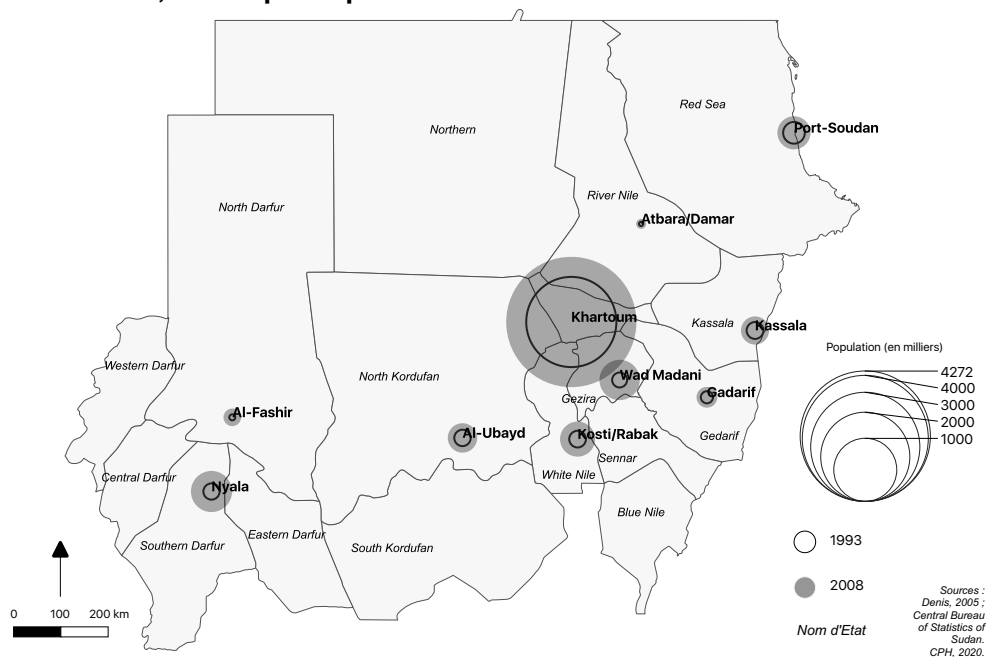 Red Sea
Port-Soudan
Northern
River Nile
North Darfur
Atbara/Damar
Khartoum
Kassala
Kassala
Population (en milliers)
Western Darfur
North Kordufan
Wad Madani
4272
4000
3000
2000
1000
Gezira
Gadarif
Al-Fashir
Al-Ubayd
Kosti/Rabak
Gedarif
Sennar
Central Darfur
Nyala
White Nile
Blue Nile
Eastern Darfur
Southern Darfur
South Kordufan
1993
2008
Nom d'Etat
0 100 200 km
Sources :
Denis, 2005 ;
Central Bureau
of Statistics of
Sudan.
CPH, 2020.